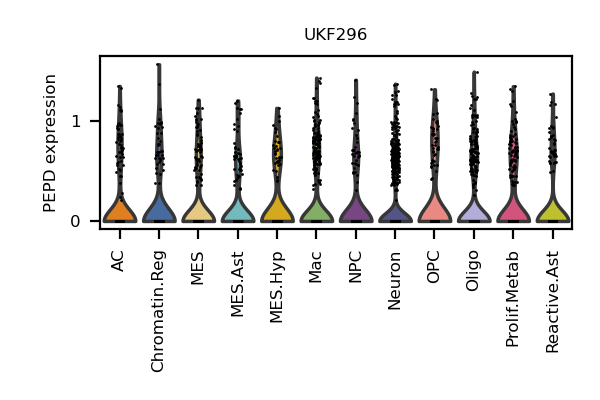 UKF296
PEPD expression
1
0
AC
Chromatin.Reg
MES
MES.Ast
MES.Hyp
Mac
NPC
Neuron
OPC
Oligo
Prolif.Metab
Reactive.Ast